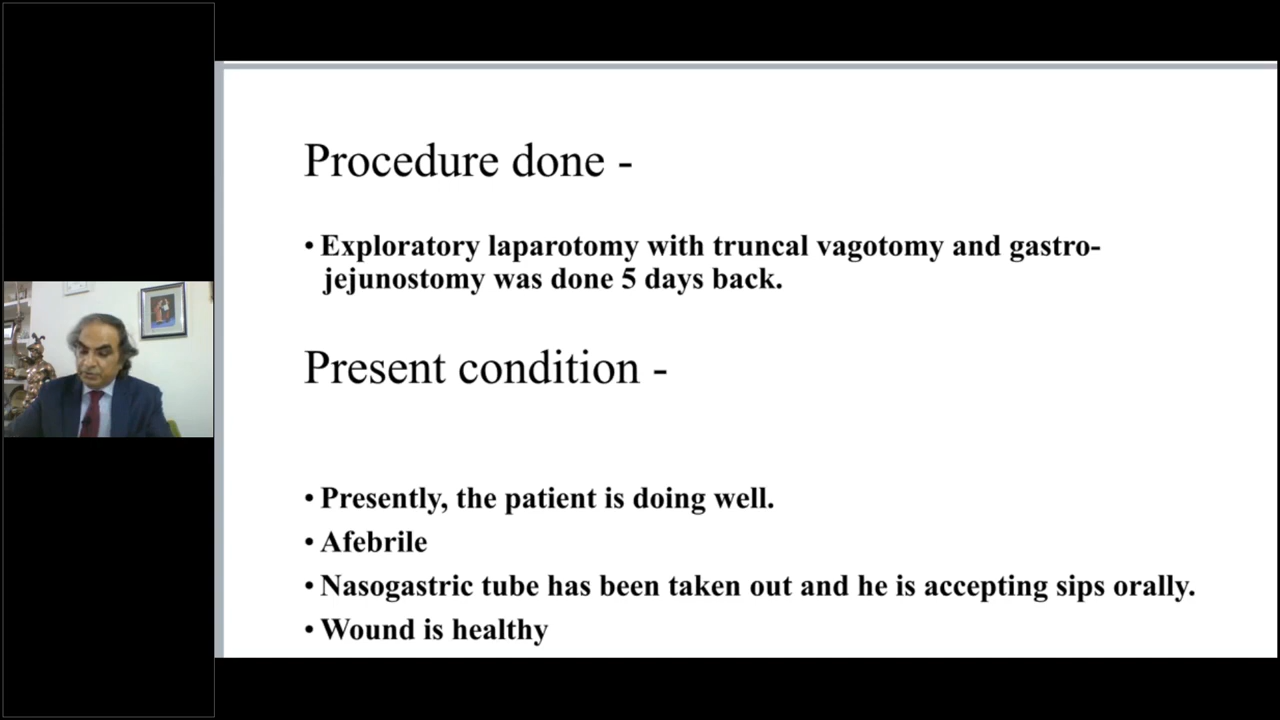 Procedure done -
• Exploratory laparotomy with truncal vagotomy and gastro-
jejunostomy was done 5 days back.
Present condition -
• Presently, the patient is doing well.
• Afebrile
• Nasogastric tube has been taken out and he is accepting sips orally.
• Wound is healthy